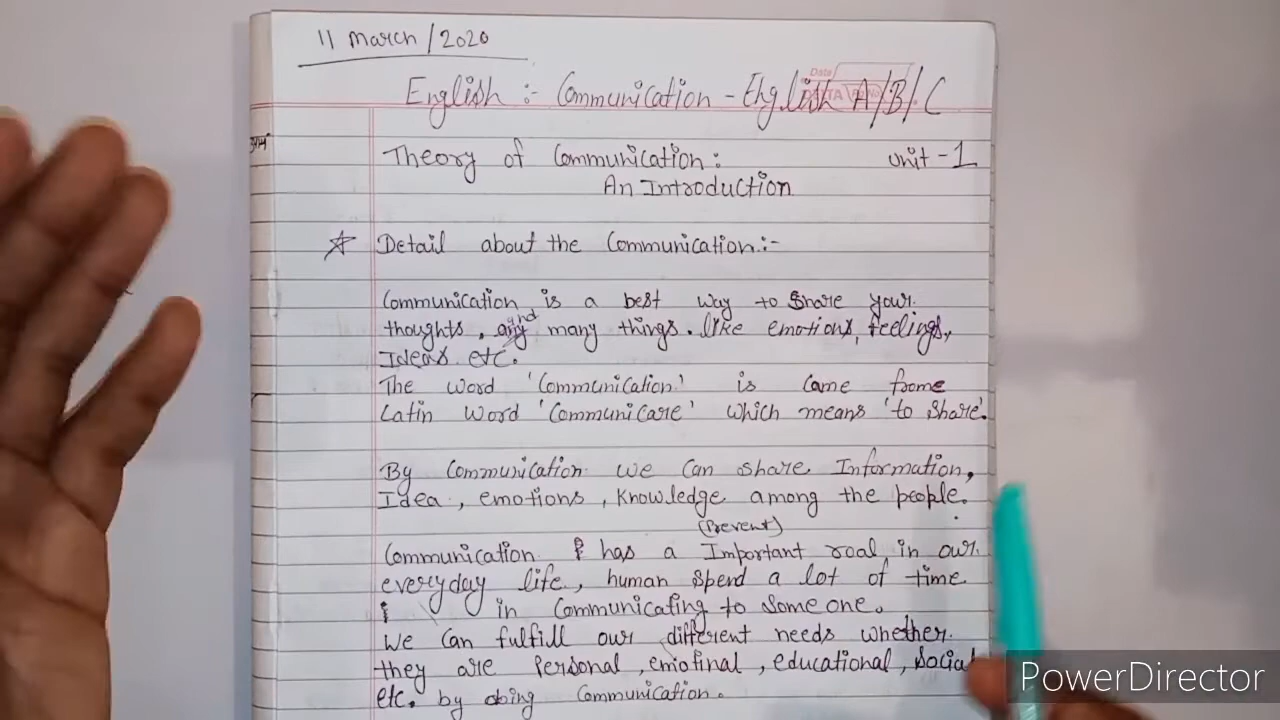 11 March/2020
English :- Communication - English A/B/C
Theory of Communication: Unit - 1
An Introduction
Detail about the Communication:-
Communication is a best way to share your
thoughts, and many things. like emotions, feelings,
Ideas etc.
The word 'Communication' is came frome
Latin word 'Communicare' which means 'to share'.
By Communication we can share Information,
Idea, emotions, knowledge among the people.
(Prevent)
Communication has a Important roal in our
everyday life, human spend a lot of time
in Communicating to some one.
We can fulfill our different needs whether
they are Personal, emotinal, educational, Social
etc. by doing Communication.
PowerDirector